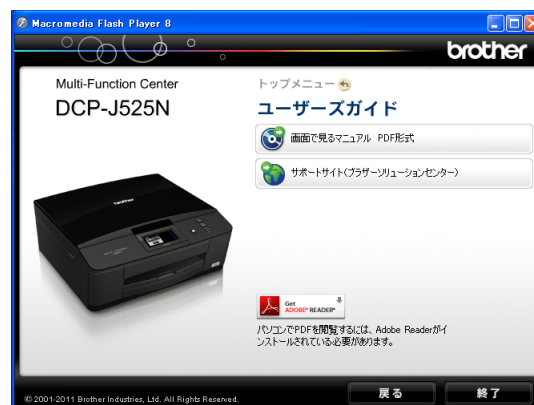 Macromedia Flash Player 8
brother
Multi-Function Center
DCP-J525N
トップメニュー
ユーザーズガイド
画面で見るマニュアル PDF形式
サポートサイト(ブラザーソリューションセンター)
Get
ADOBE® READER®
パソコンでPDFを閲覧するには、Adobe Readerがイ
ンストールされている必要があります。
© 2001-2011 Brother Industries, Ltd. All Rights Reserved.
戻る
終了